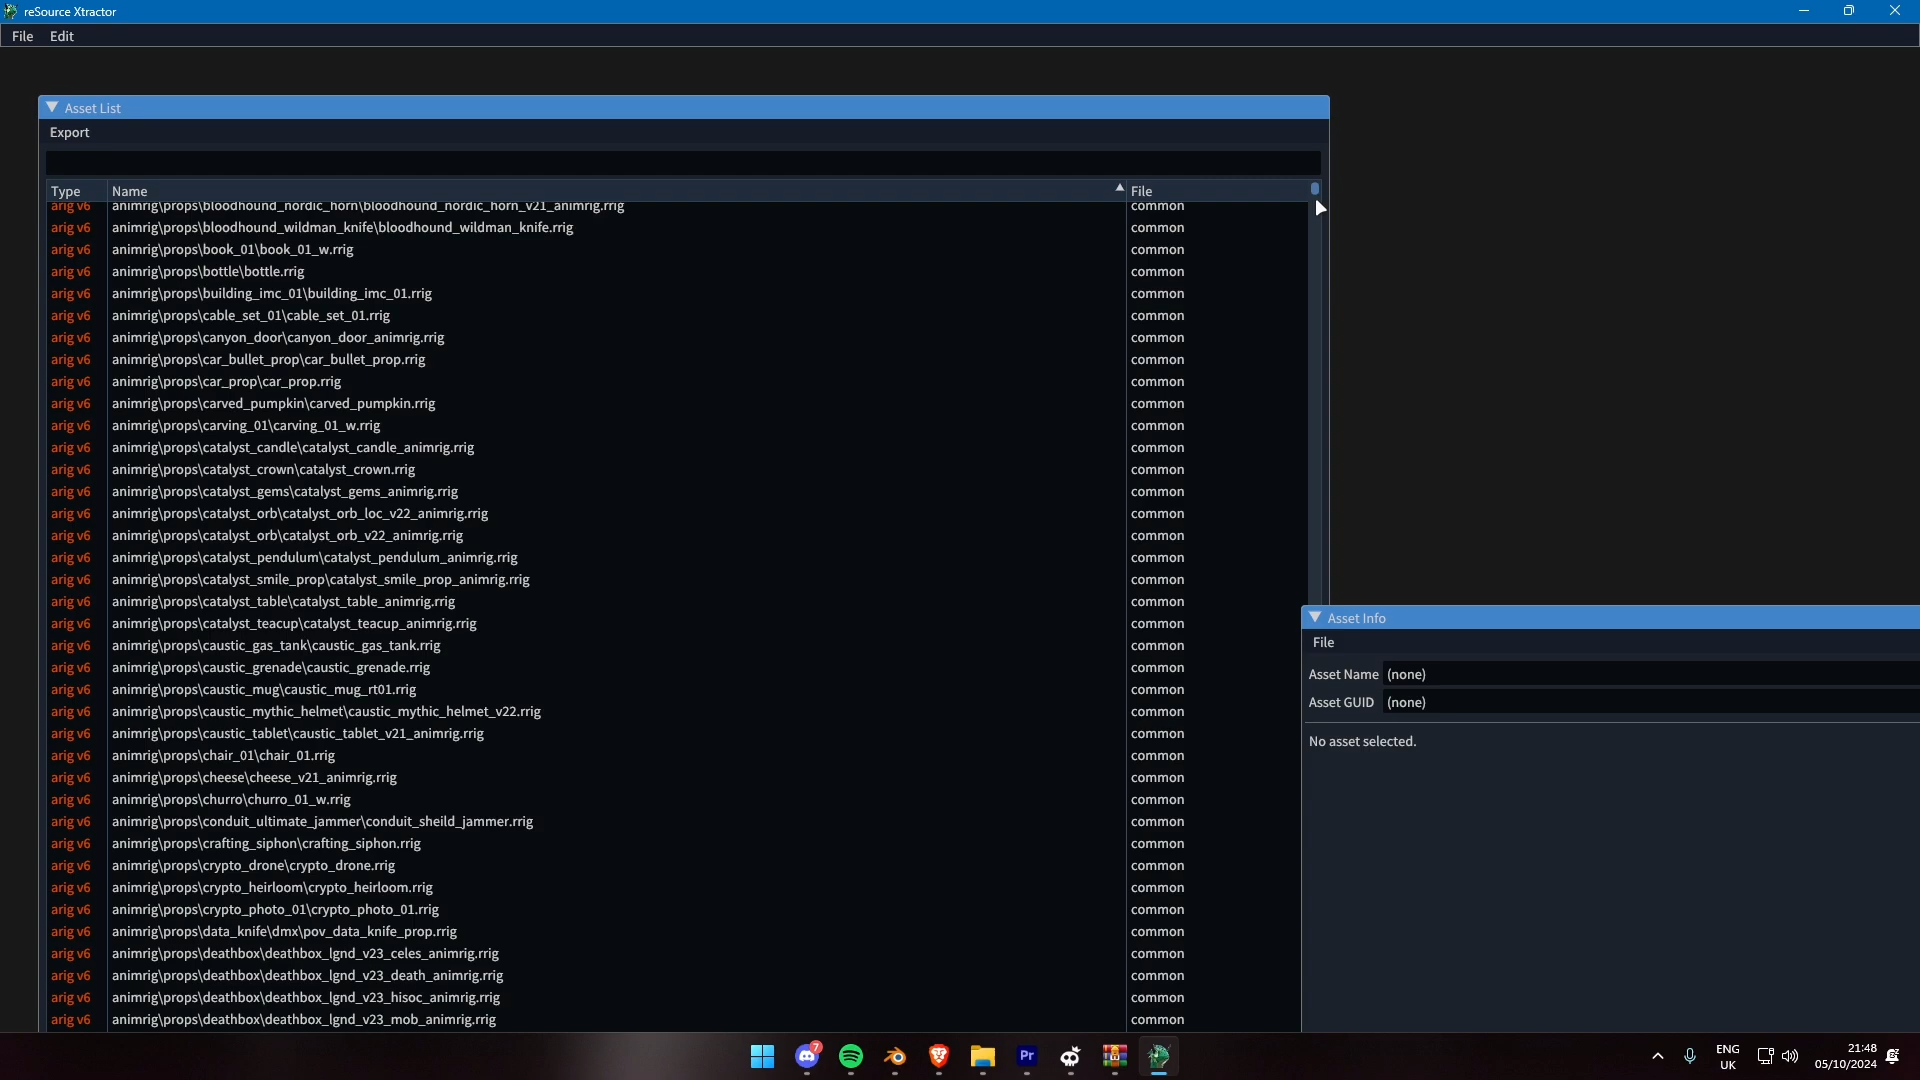 reSource Xtractor
File Edit
Asset List
Export
Type Name File
arig v6 animrig\props\bloodhound_nordic_horn\bloodhound_nordic_horn_v21_animrig.rrig common
arig v6 animrig\props\bloodhound_wildman_knife\bloodhound_wildman_knife.rrig common
arig v6 animrig\props\book_01\book_01_w.rrig common
arig v6 animrig\props\bottle\bottle.rrig common
arig v6 animrig\props\building_imc_01\building_imc_01.rrig common
arig v6 animrig\props\cable_set_01\cable_set_01.rrig common
arig v6 animrig\props\canyon_door\canyon_door_animrig.rrig common
arig v6 animrig\props\car_bullet_prop\car_bullet_prop.rrig common
arig v6 animrig\props\car_prop\car_prop.rrig common
arig v6 animrig\props\carved_pumpkin\carved_pumpkin.rrig common
arig v6 animrig\props\carving_01\carving_01_w.rrig common
arig v6 animrig\props\catalyst_candle\catalyst_candle_animrig.rrig common
arig v6 animrig\props\catalyst_crown\catalyst_crown.rrig common
arig v6 animrig\props\catalyst_gems\catalyst_gems_animrig.rrig common
arig v6 animrig\props\catalyst_orb\catalyst_orb_loc_v22_animrig.rrig common
arig v6 animrig\props\catalyst_orb\catalyst_orb_v22_animrig.rrig common
arig v6 animrig\props\catalyst_pendulum\catalyst_pendulum_animrig.rrig common
arig v6 animrig\props\catalyst_smile_prop\catalyst_smile_prop_animrig.rrig common
arig v6 animrig\props\catalyst_table\catalyst_table_animrig.rrig common
arig v6 animrig\props\catalyst_teacup\catalyst_teacup_animrig.rrig common
arig v6 animrig\props\caustic_gas_tank\caustic_gas_tank.rrig common
arig v6 animrig\props\caustic_grenade\caustic_grenade.rrig common
arig v6 animrig\props\caustic_mug\caustic_mug_rt01.rrig common
arig v6 animrig\props\caustic_mythic_helmet\caustic_mythic_helmet_v22.rrig common
arig v6 animrig\props\caustic_tablet\caustic_tablet_v21_animrig.rrig common
arig v6 animrig\props\chair_01\chair_01.rrig common
arig v6 animrig\props\cheese\cheese_v21_animrig.rrig common
arig v6 animrig\props\churro\churro_01_w.rrig common
arig v6 animrig\props\conduit_ultimate_jammer\conduit_sheild_jammer.rrig common
arig v6 animrig\props\crafting_siphon\crafting_siphon.rrig common
arig v6 animrig\props\crypto_drone\crypto_drone.rrig common
arig v6 animrig\props\crypto_heirloom\crypto_heirloom.rrig common
arig v6 animrig\props\crypto_photo_01\crypto_photo_01.rrig common
arig v6 animrig\props\data_knife\dmx\pov_data_knife_prop.rrig common
arig v6 animrig\props\deathbox\deathbox_lgnd_v23_celes_animrig.rrig common
arig v6 animrig\props\deathbox\deathbox_lgnd_v23_death_animrig.rrig common
arig v6 animrig\props\deathbox\deathbox_lgnd_v23_hisoc_animrig.rrig common
arig v6 animrig\props\deathbox\deathbox_lgnd_v23_mob_animrig.rrig common
Asset Info
File
Asset Name (none)
Asset GUID (none)
No asset selected.
7
Pr
ENG
UK
21:48
05/10/2024